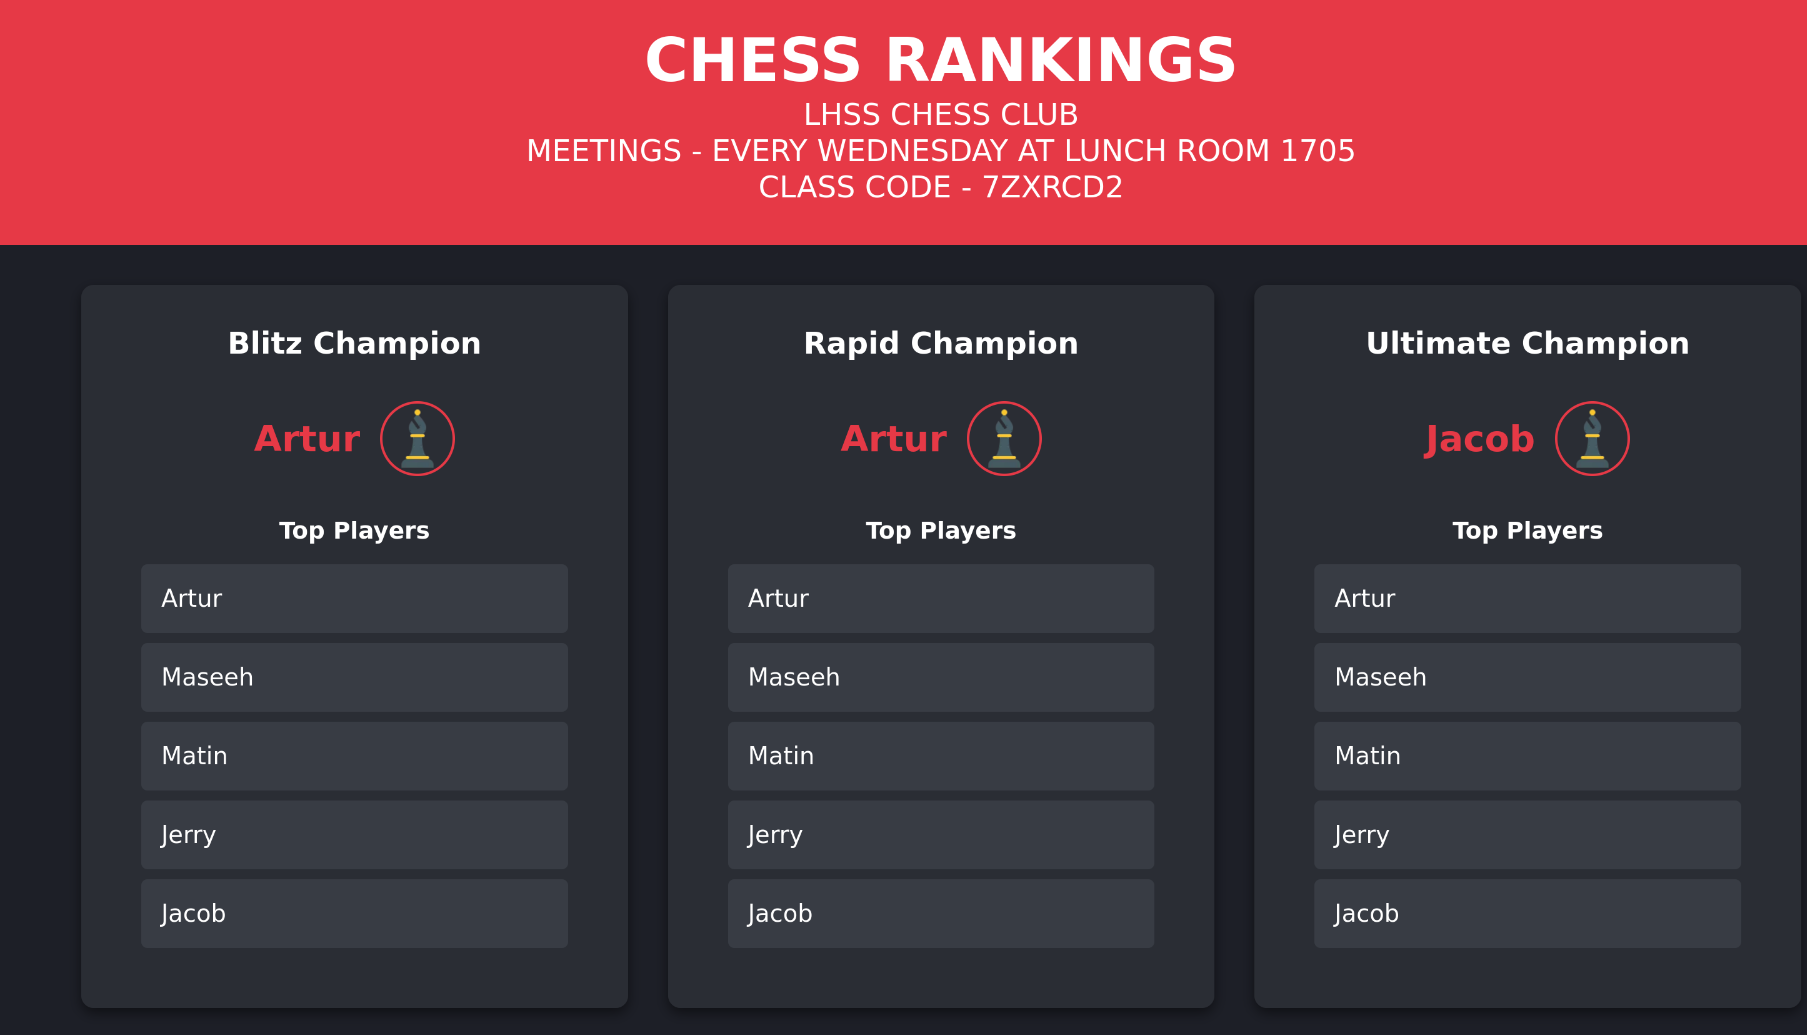 CHESS RANKINGS
LHSS CHESS CLUB
MEETINGS - EVERY WEDNESDAY AT LUNCH ROOM 1705
CLASS CODE - 7ZXRCD2
Blitz Champion
Artur
Top Players
Artur
Maseeh
Matin
Jerry
Jacob
Rapid Champion
Artur
Top Players
Artur
Maseeh
Matin
Jerry
Jacob
Ultimate Champion
Jacob
Top Players
Artur
Maseeh
Matin
Jerry
Jacob